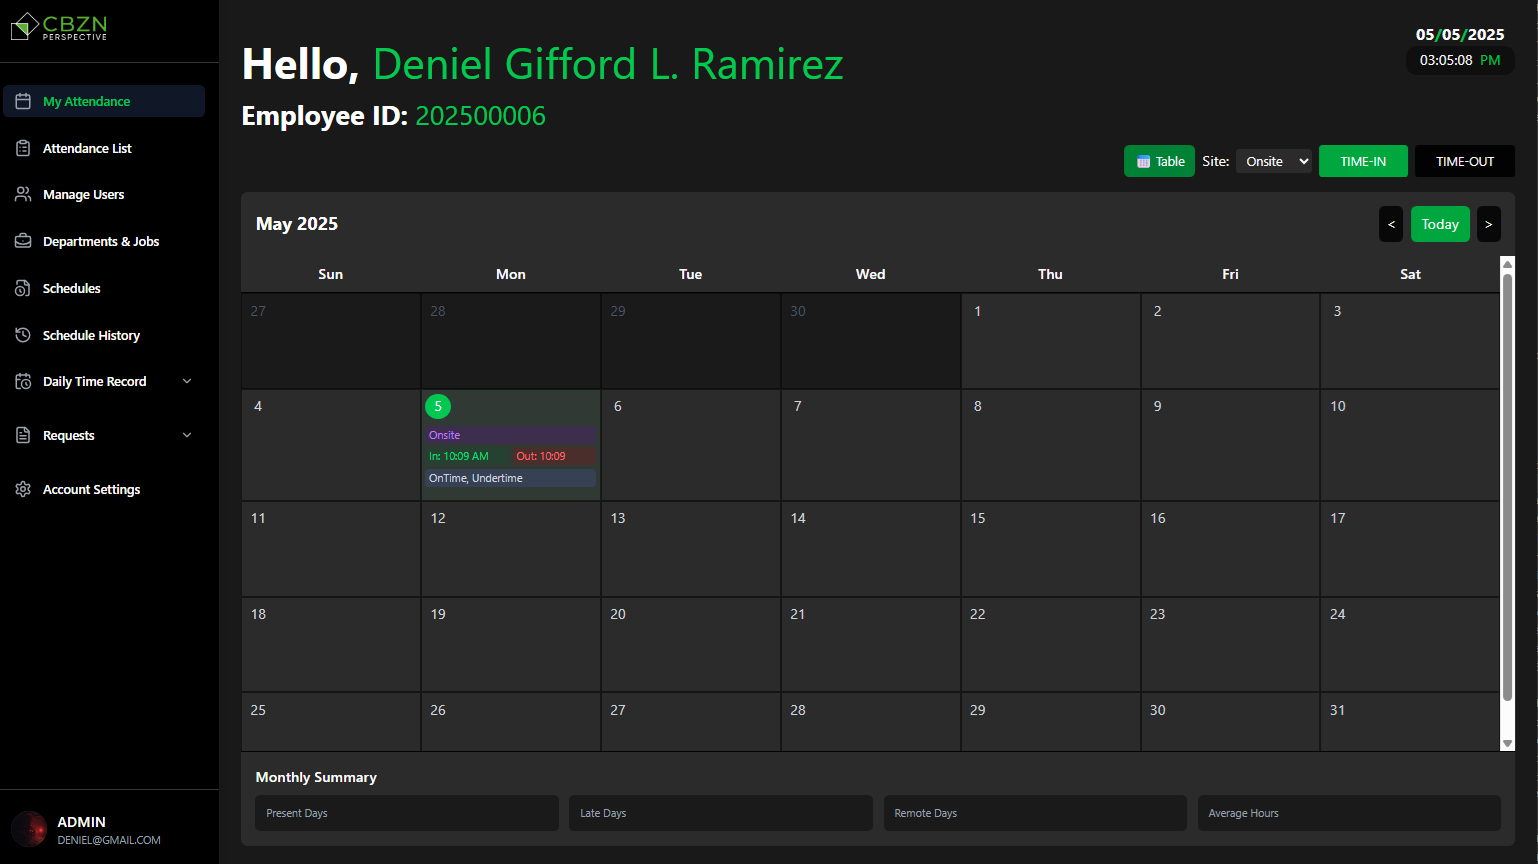 CBZN
PERSPECTIVE
My Attendance
Attendance List
Manage Users
Departments & Jobs
Schedules
Schedule History
Daily Time Record
Requests
Account Settings
ADMIN
DENIEL@GMAIL.COM
Hello, Deniel Gifford L. Ramirez
Employee ID: 202500006
05/05/2025
03:05:08 PM
Table Site: Onsite TIME-IN TIME-OUT
May 2025
< Today >
Sun Mon Tue Wed Thu Fri Sat
27 28 29 30 1 2 3
4 5 6 7 8 9 10
Onsite
In: 10:09 AM Out: 10:09
OnTime, Undertime
11 12 13 14 15 16 17
18 19 20 21 22 23 24
25 26 27 28 29 30 31
Monthly Summary
Present Days Late Days Remote Days Average Hours